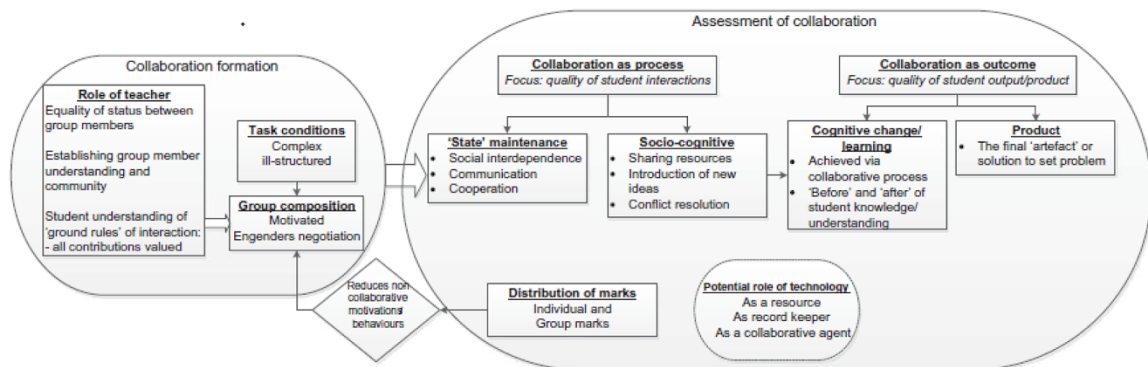 Assessment of collaboration
Collaboration formation
Role of teacher
Equality of status between
group members
Establishing group member
understanding and
community
Student understanding of
‘ground rules’ of interaction:
- all contributions valued
Task conditions
Complex
ill-structured
Group composition
Motivated
Engenders negotiation
Collaboration as process
Focus: quality of student interactions
Collaboration as outcome
Focus: quality of student output/product
‘State’ maintenance
• Social interdependence
• Communication
• Cooperation
Socio-cognitive
• Sharing resources
• Introduction of new
ideas
• Conflict resolution
Cognitive change/
learning
• Achieved via
collaborative process
• ‘Before’ and ‘after’ of
student knowledge/
understanding
Product
• The final ‘artefact’ or
solution to set problem
Reduces non
collaborative
motivations/
behaviours
Distribution of marks
Individual and
Group marks
Potential role of technology
As a resource
As record keeper
As a collaborative agent